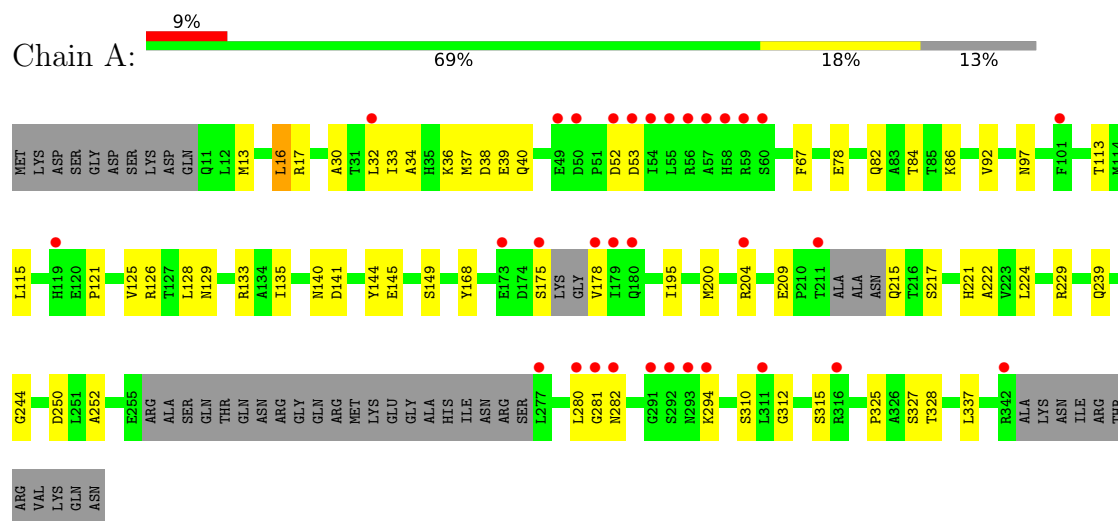 9%
Chain A:
69% 18% 13%
MET LYS ASP SER GLY ASP SER LYS ASP GLN Q11 L12 M13 L16 R17 A30 T31 L32 I33 A34 H35 K36 M37 D38 E39 Q40 E49 D50 P51 D52 D53 I54 L55 R56 A57 H58 R59 S60 F67 E78 Q82 A83 T84 T85 K86 V92 N97 F101 T113 M114
L115 H119 E120 P121 V125 R126 T127 L128 N129 R133 A134 I135 N140 D141 Y144 E145 S149 Y168 E173 D174 S175 LYS GLY V178 I179 Q180 I195 M200 R204 E209 P210 T211 ALA ALA ASN Q215 T216 S217 H221 A222 V223 L224 R229 Q239
G244 D250 L251 A252 E255 ARG ALA SER GLN THR GLN ASN ARG GLY GLN ARG MET LYS GLU GLY ALA HIS ILE ASN ARG SER L277 L280 G281 N282 G291 S292 N293 K294 S310 L311 G312 S315 R316 P325 A326 S327 T328 L337 R342 ALA LYS ASN ILE ARG THR
ARG VAL LYS GLN ASN